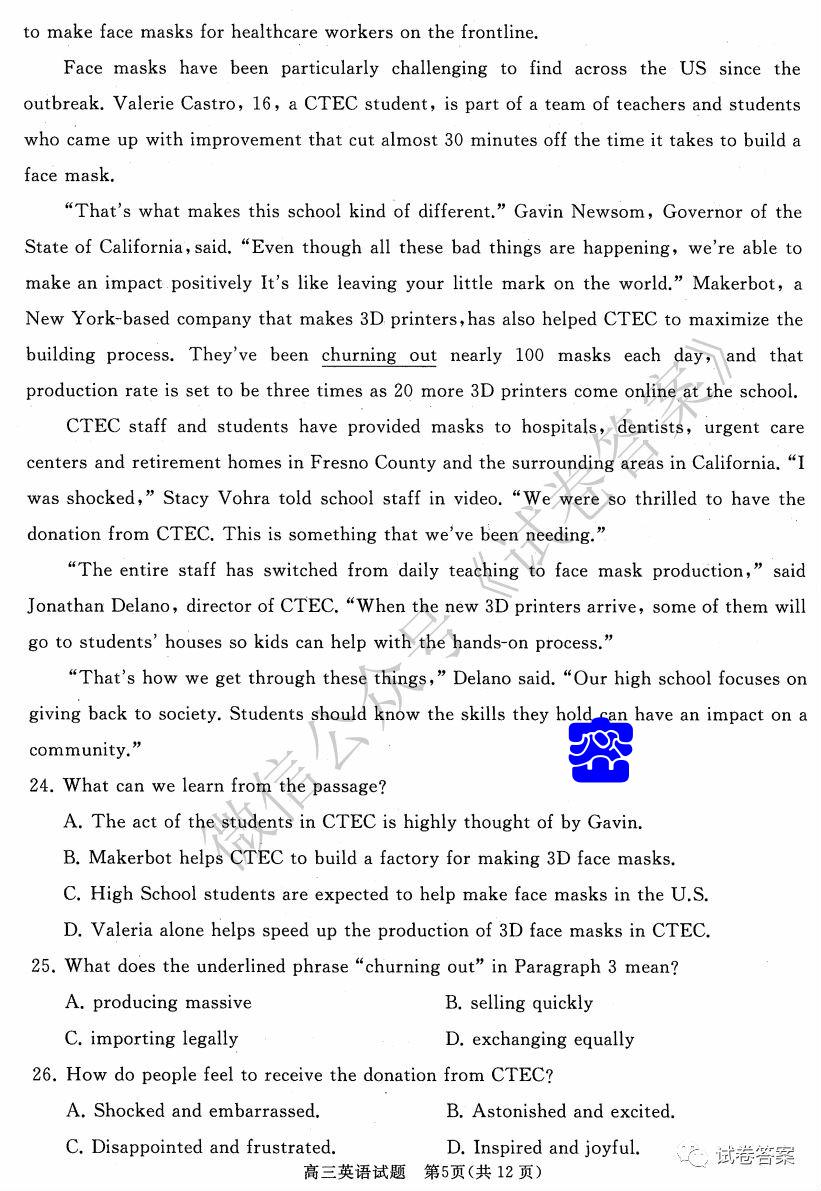 to make face masks for healthcare workers on the frontline.
Face masks have been particularly challenging to find across the US since the
outbreak. Valerie Castro, 16, a CTEC student, is part of a team of teachers and students
who came up with improvement that cut almost 30 minutes off the time it takes to build a
face mask.
“That’s what makes this school kind of different.” Gavin Newsom, Governor of the
State of California, said. “Even though all these bad things are happening, we’re able to
make an impact positively It’s like leaving your little mark on the world.” Makerbot, a
New York-based company that makes 3D printers, has also helped CTEC to maximize the
building process. They’ve been churning out nearly 100 masks each day, and that
production rate is set to be three times as 20 more 3D printers come online at the school.
CTEC staff and students have provided masks to hospitals, dentists, urgent care
centers and retirement homes in Fresno County and the surrounding areas in California. “I
was shocked,” Stacy Vohra told school staff in video. “We were so thrilled to have the
donation from CTEC. This is something that we’ve been needing.”
“The entire staff has switched from daily teaching to face mask production,” said
Jonathan Delano, director of CTEC. “When the new 3D printers arrive, some of them will
go to students’ houses so kids can help with the hands-on process.”
“That’s how we get through these things,” Delano said. “Our high school focuses on
giving back to society. Students should know the skills they hold can have an impact on a
community.”
24. What can we learn from the passage?
A. The act of the students in CTEC is highly thought of by Gavin.
B. Makerbot helps CTEC to build a factory for making 3D face masks.
C. High School students are expected to help make face masks in the U.S.
D. Valeria alone helps speed up the production of 3D face masks in CTEC.
25. What does the underlined phrase “churning out” in Paragraph 3 mean?
A. producing massive B. selling quickly
C. importing legally D. exchanging equally
26. How do people feel to receive the donation from CTEC?
A. Shocked and embarrassed. B. Astonished and excited.
C. Disappointed and frustrated. D. Inspired and joyful.
高三英语试题 第5页(共12页)
试卷答案
微信公众号《试卷答案》